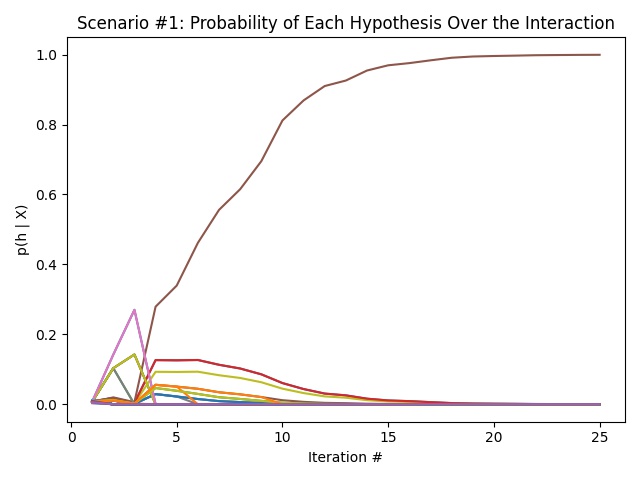 Scenario #1: Probability of Each Hypothesis Over the Interaction
1.0
0.8
0.6
0.4
0.2
0.0
p(h | X)
0 5 10 15 20 25
Iteration #